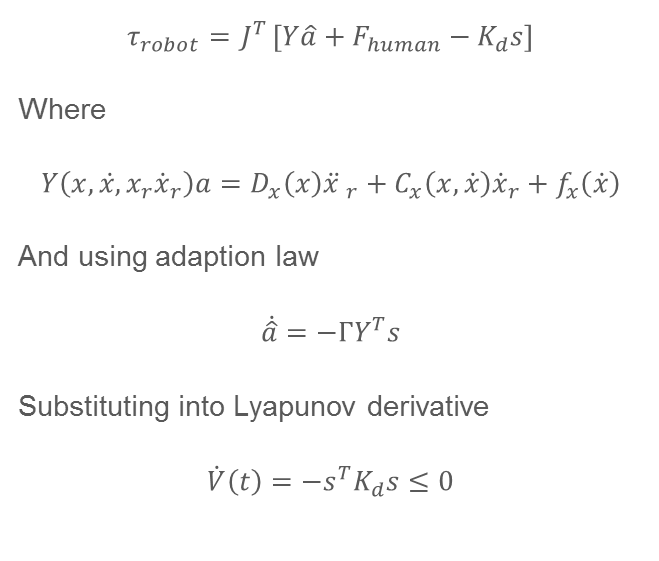 τ_robot = J^T [Yâ + F_human − K_d s]
Where
Y(x, ẋ, x_r ẋ_r)a = D_x(x)ẍ_r + C_x(x, ẋ)ẋ_r + f_x(ẋ)
And using adaption law
â̇ = −ΓY^T s
Substituting into Lyapunov derivative
V̇(t) = −s^T K_d s ≤ 0